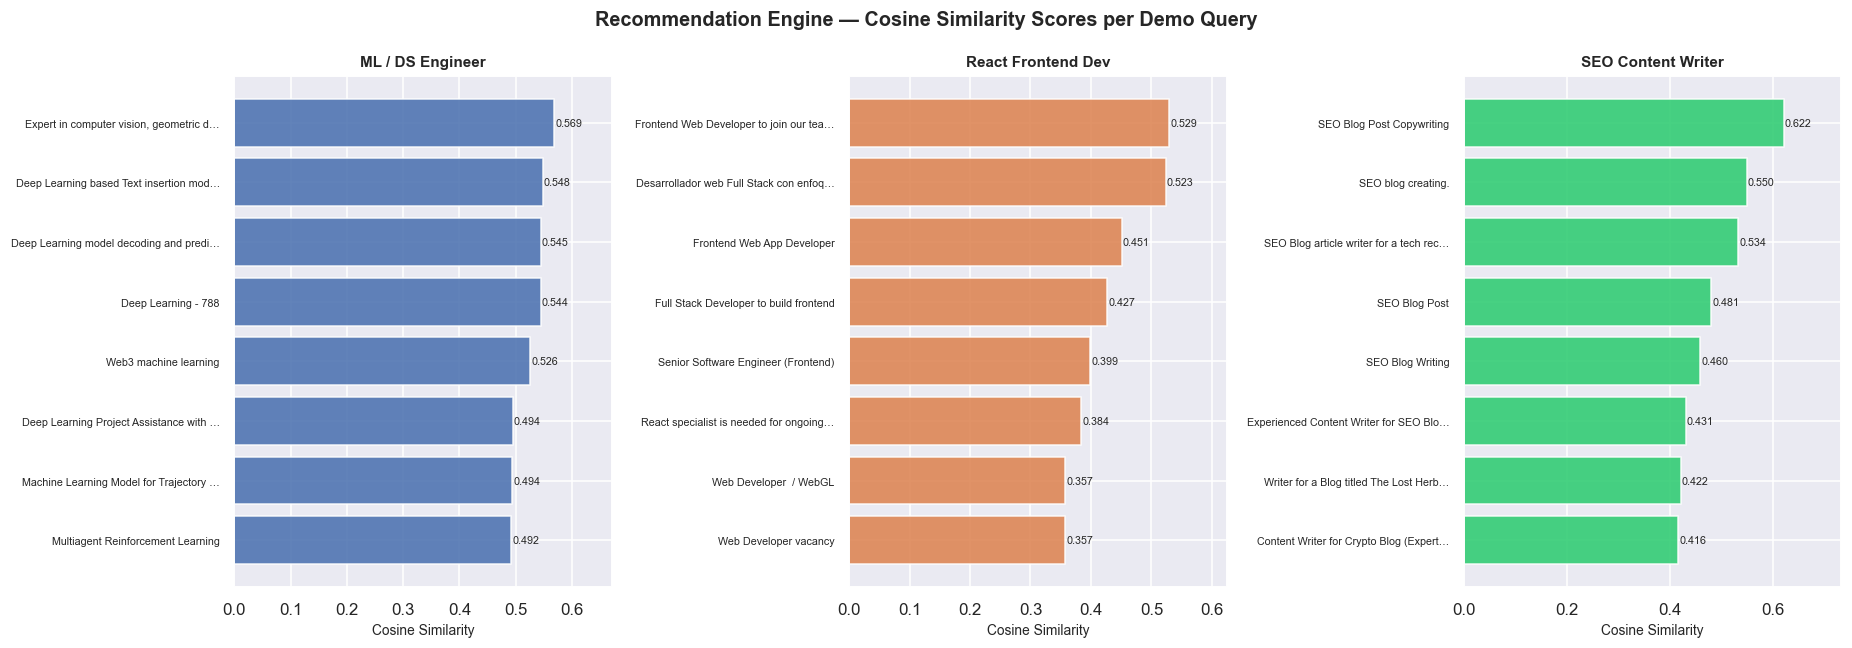 Recommendation Engine — Cosine Similarity Scores per Demo Query
ML / DS Engineer
Expert in computer vision, geometric d…
0.569
Deep Learning based Text insertion mod…
0.548
Deep Learning model decoding and predi…
0.545
Deep Learning - 788
0.544
Web3 machine learning
0.526
Deep Learning Project Assistance with …
0.494
Machine Learning Model for Trajectory …
0.494
Multiagent Reinforcement Learning
0.492
0.0 0.1 0.2 0.3 0.4 0.5 0.6
Cosine Similarity
React Frontend Dev
Frontend Web Developer to join our tea…
0.529
Desarrollador web Full Stack con enfoq…
0.523
Frontend Web App Developer
0.451
Full Stack Developer to build frontend
0.427
Senior Software Engineer (Frontend)
0.399
React specialist is needed for ongoing…
0.384
Web Developer  / WebGL
0.357
Web Developer vacancy
0.357
0.0 0.1 0.2 0.3 0.4 0.5 0.6
Cosine Similarity
SEO Content Writer
SEO Blog Post Copywriting
0.622
SEO blog creating.
0.550
SEO Blog article writer for a tech rec…
0.534
SEO Blog Post
0.481
SEO Blog Writing
0.460
Experienced Content Writer for SEO Blo…
0.431
Writer for a Blog titled The Lost Herb…
0.422
Content Writer for Crypto Blog (Expert…
0.416
0.0 0.2 0.4 0.6
Cosine Similarity